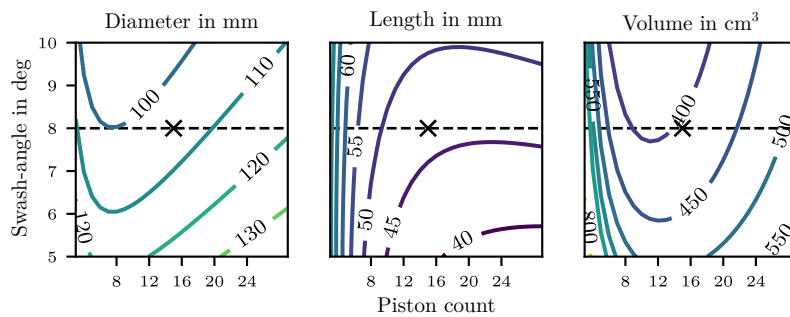 Diameter in mm
Length in mm
Volume in cm³
Swash-angle in deg
10
9
8
7
6
5
100
110
120
120
130
8 12 16 20 24
60
55
50
45
40
8 12 16 20 24
550
400
450
500
800
550
8 12 16 20 24
Piston count